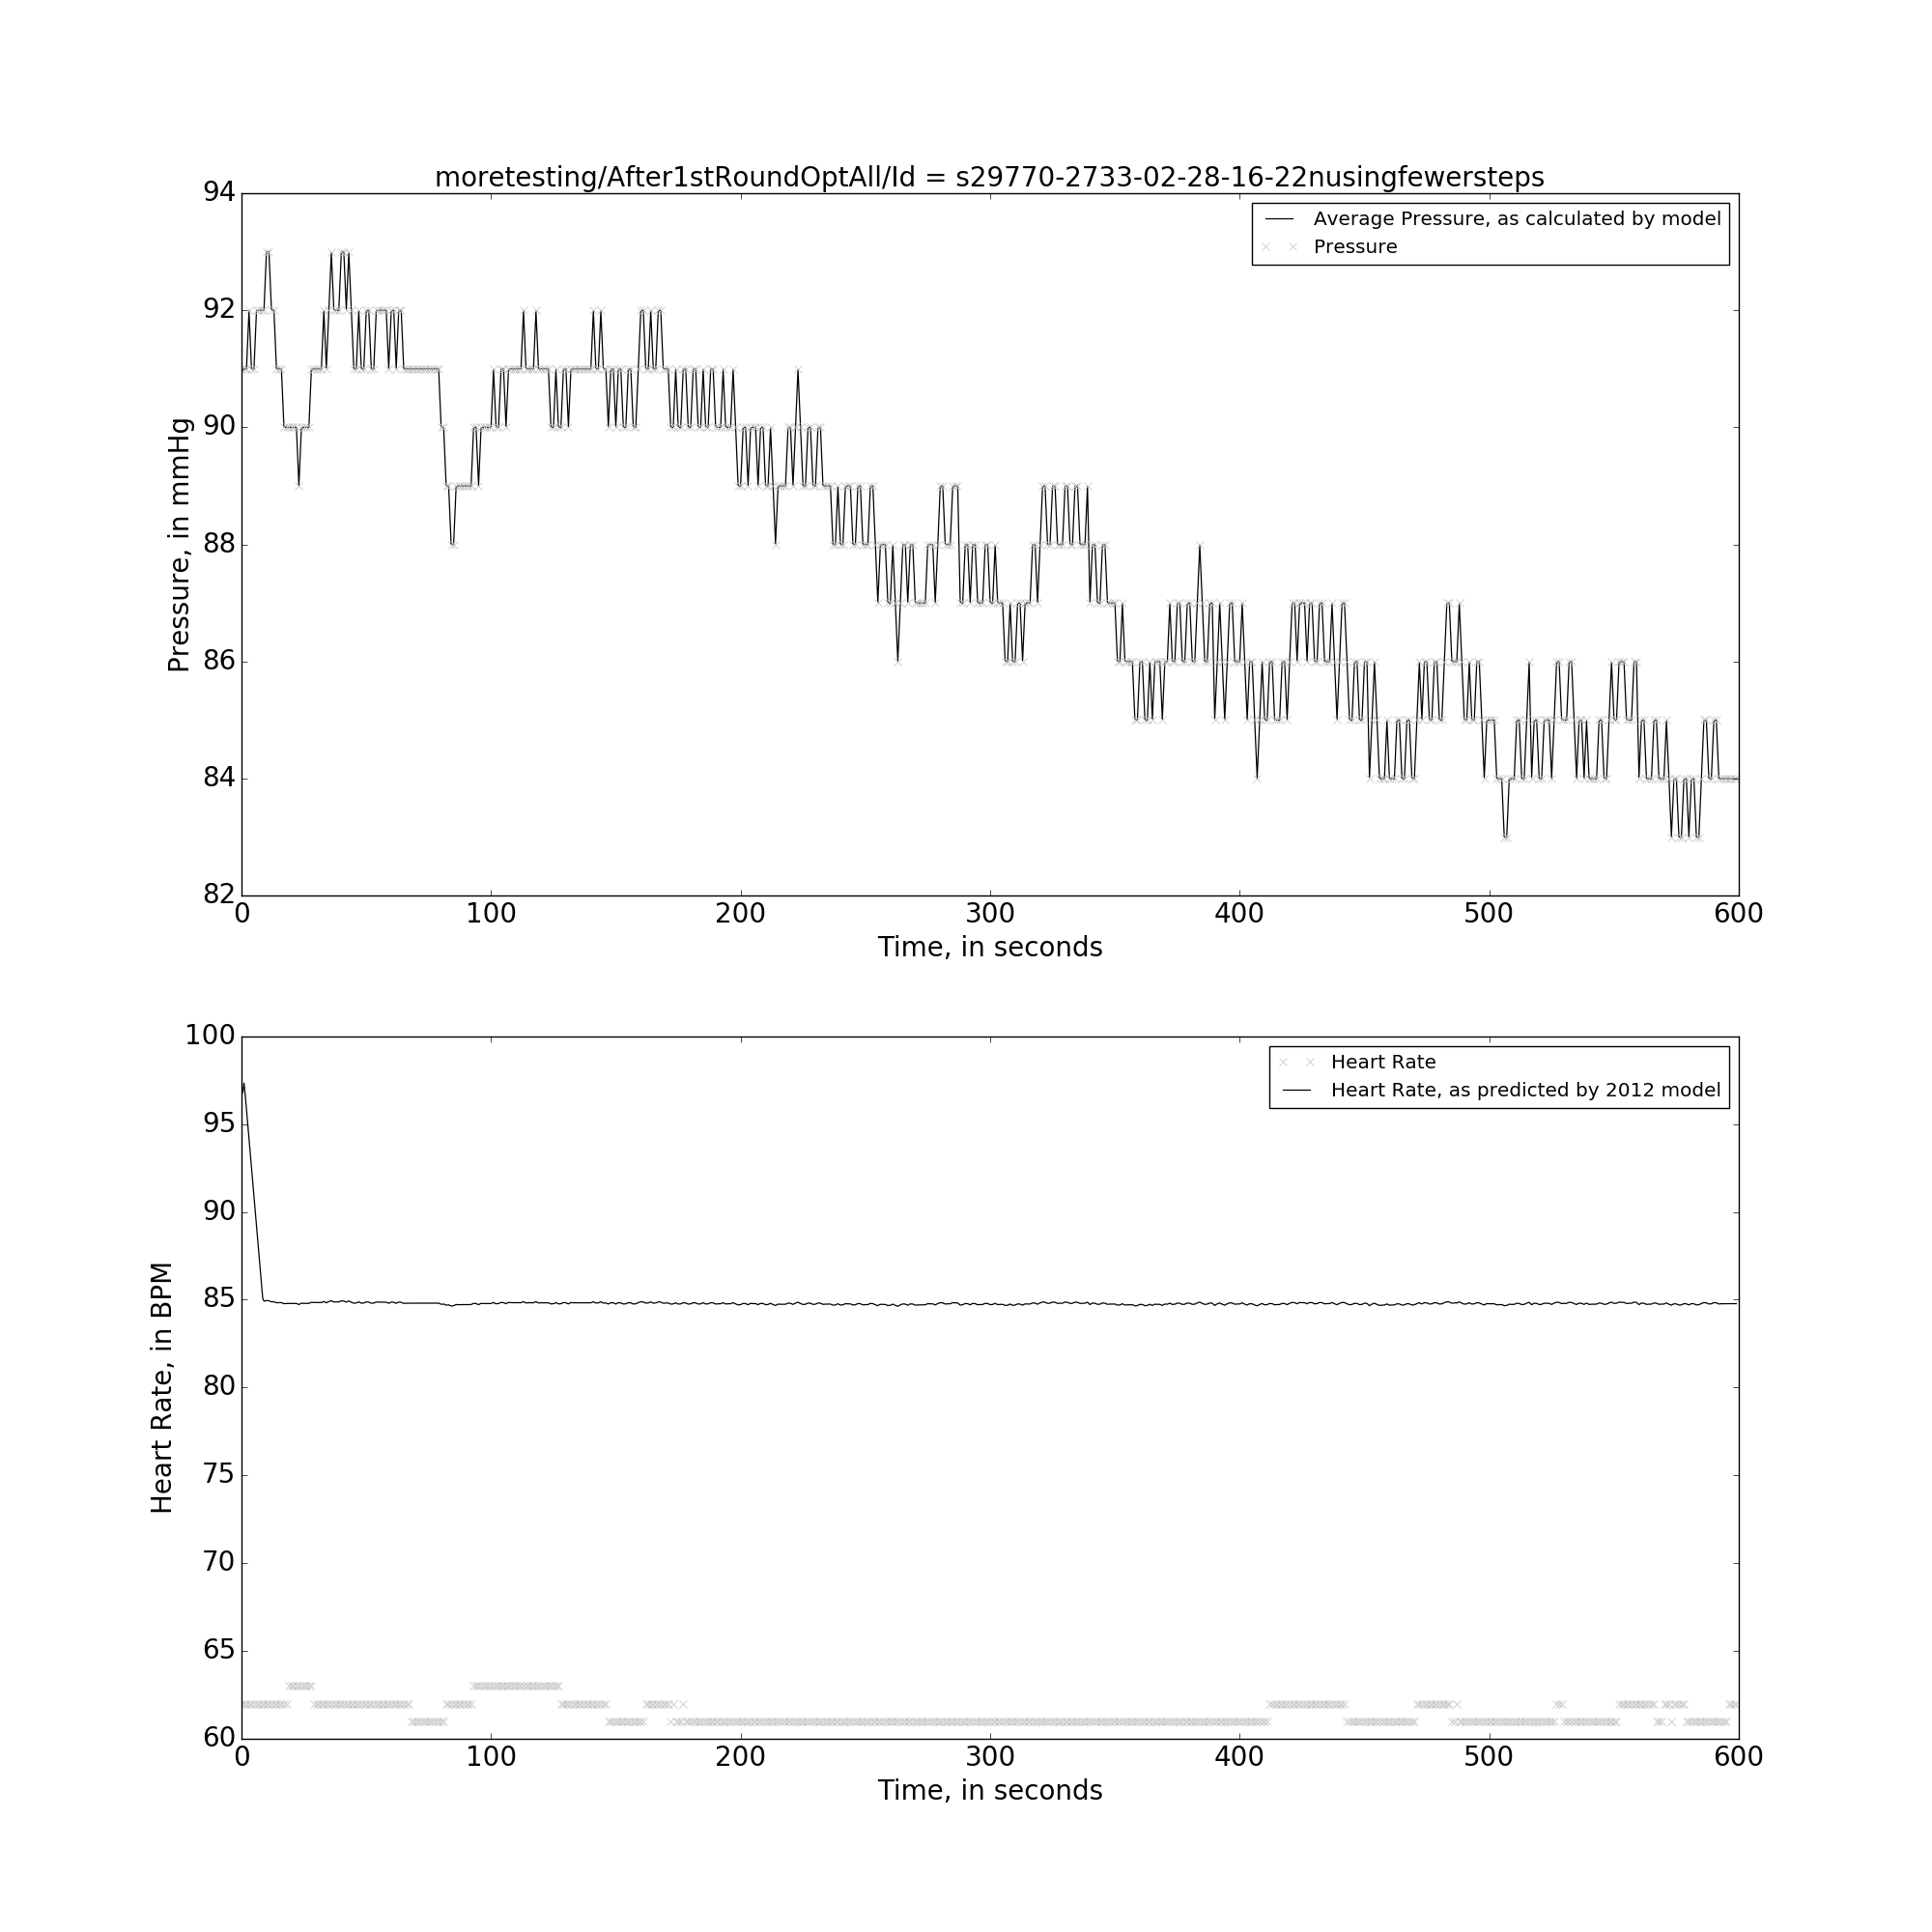 moretesting/After1stRoundOptAll/Id = s29770-2733-02-28-16-22nusingfewersteps
94
92
90
88
86
84
82
Pressure, in mmHg
Average Pressure, as calculated by model
Pressure
0 100 200 300 400 500 600
Time, in seconds
100
95
90
85
80
75
70
65
60
Heart Rate, in BPM
Heart Rate
Heart Rate, as predicted by 2012 model
0 100 200 300 400 500 600
Time, in seconds